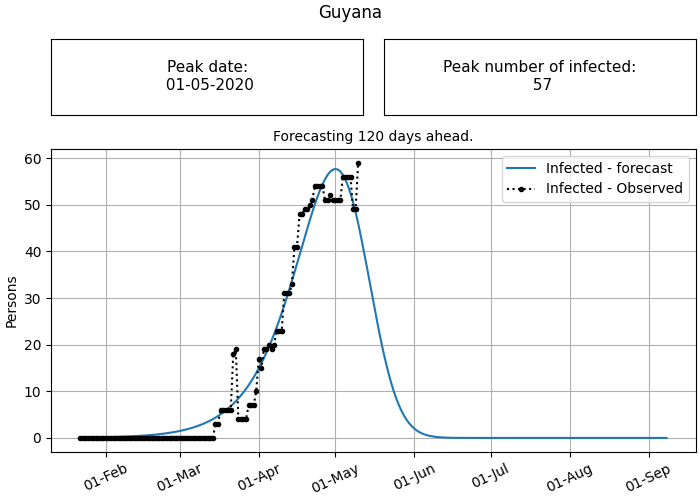 Guyana
Peak date:
01-05-2020
Peak number of infected:
57
Forecasting 120 days ahead.
Infected - forecast
Infected - Observed
Persons
60
50
40
30
20
10
0
01-Feb
01-Mar
01-Apr
01-May
01-Jun
01-Jul
01-Aug
01-Sep